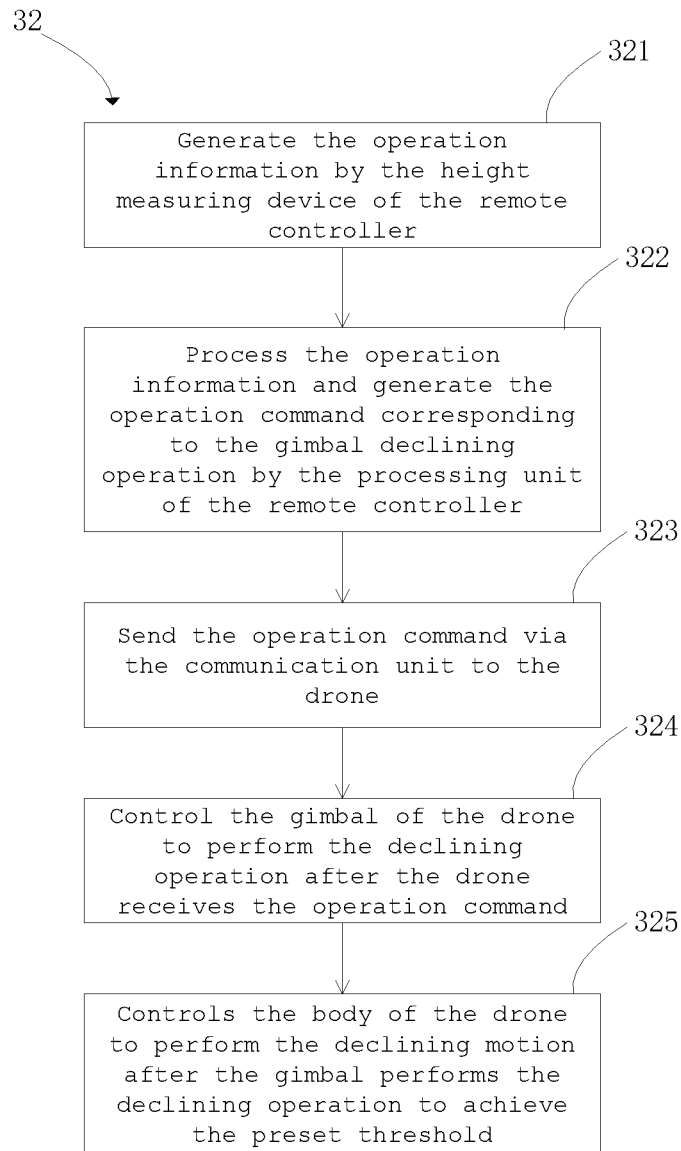 32
321
Generate the operation
information by the height
measuring device of the remote
controller
322
Process the operation
information and generate the
operation command corresponding
to the gimbal declining
operation by the processing unit
of the remote controller
323
Send the operation command via
the communication unit to the
drone
324
Control the gimbal of the drone
to perform the declining
operation after the drone
receives the operation command
325
Controls the body of the drone
to perform the declining motion
after the gimbal performs the
declining operation to achieve
the preset threshold